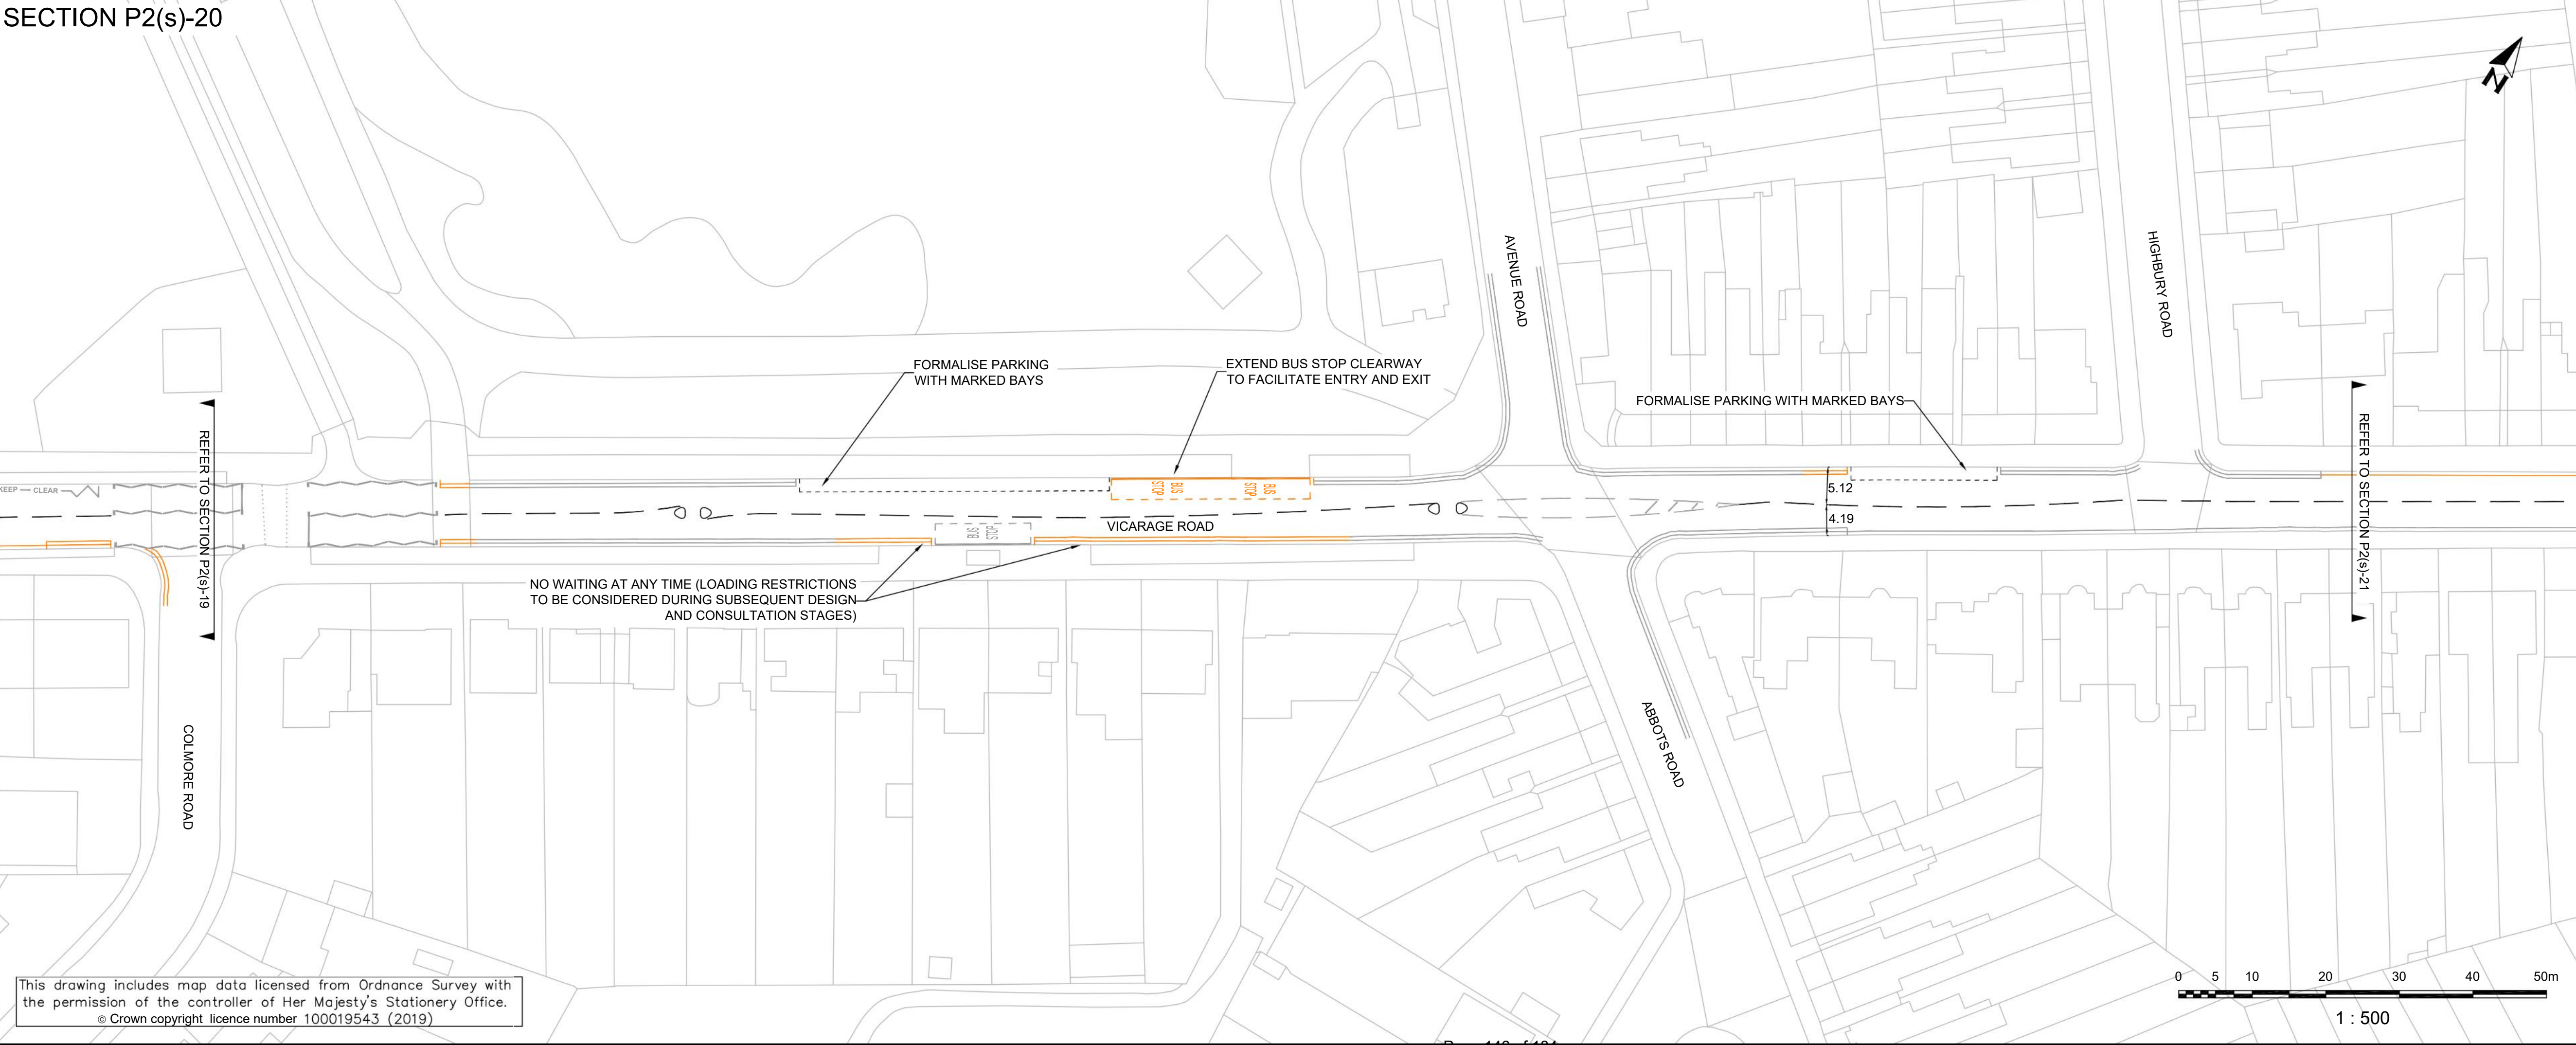 SECTION P2(s)-20
N
AVENUE ROAD
HIGHBURY ROAD
FORMALISE PARKING
WITH MARKED BAYS
EXTEND BUS STOP CLEARWAY
TO FACILITATE ENTRY AND EXIT
FORMALISE PARKING WITH MARKED BAYS
REFER TO SECTION P2(s)-19
REFER TO SECTION P2(s)-21
KEEP CLEAR
BUS
STOP
BUS
STOP
5.12
4.19
BUS
STOP
VICARAGE ROAD
NO WAITING AT ANY TIME (LOADING RESTRICTIONS
TO BE CONSIDERED DURING SUBSEQUENT DESIGN
AND CONSULTATION STAGES)
COLMORE ROAD
ABBOTS ROAD
This drawing includes map data licensed from Ordnance Survey with
the permission of the controller of Her Majesty's Stationery Office.
© Crown copyright licence number 100019543 (2019)
0 5 10 20 30 40 50m
1 : 500